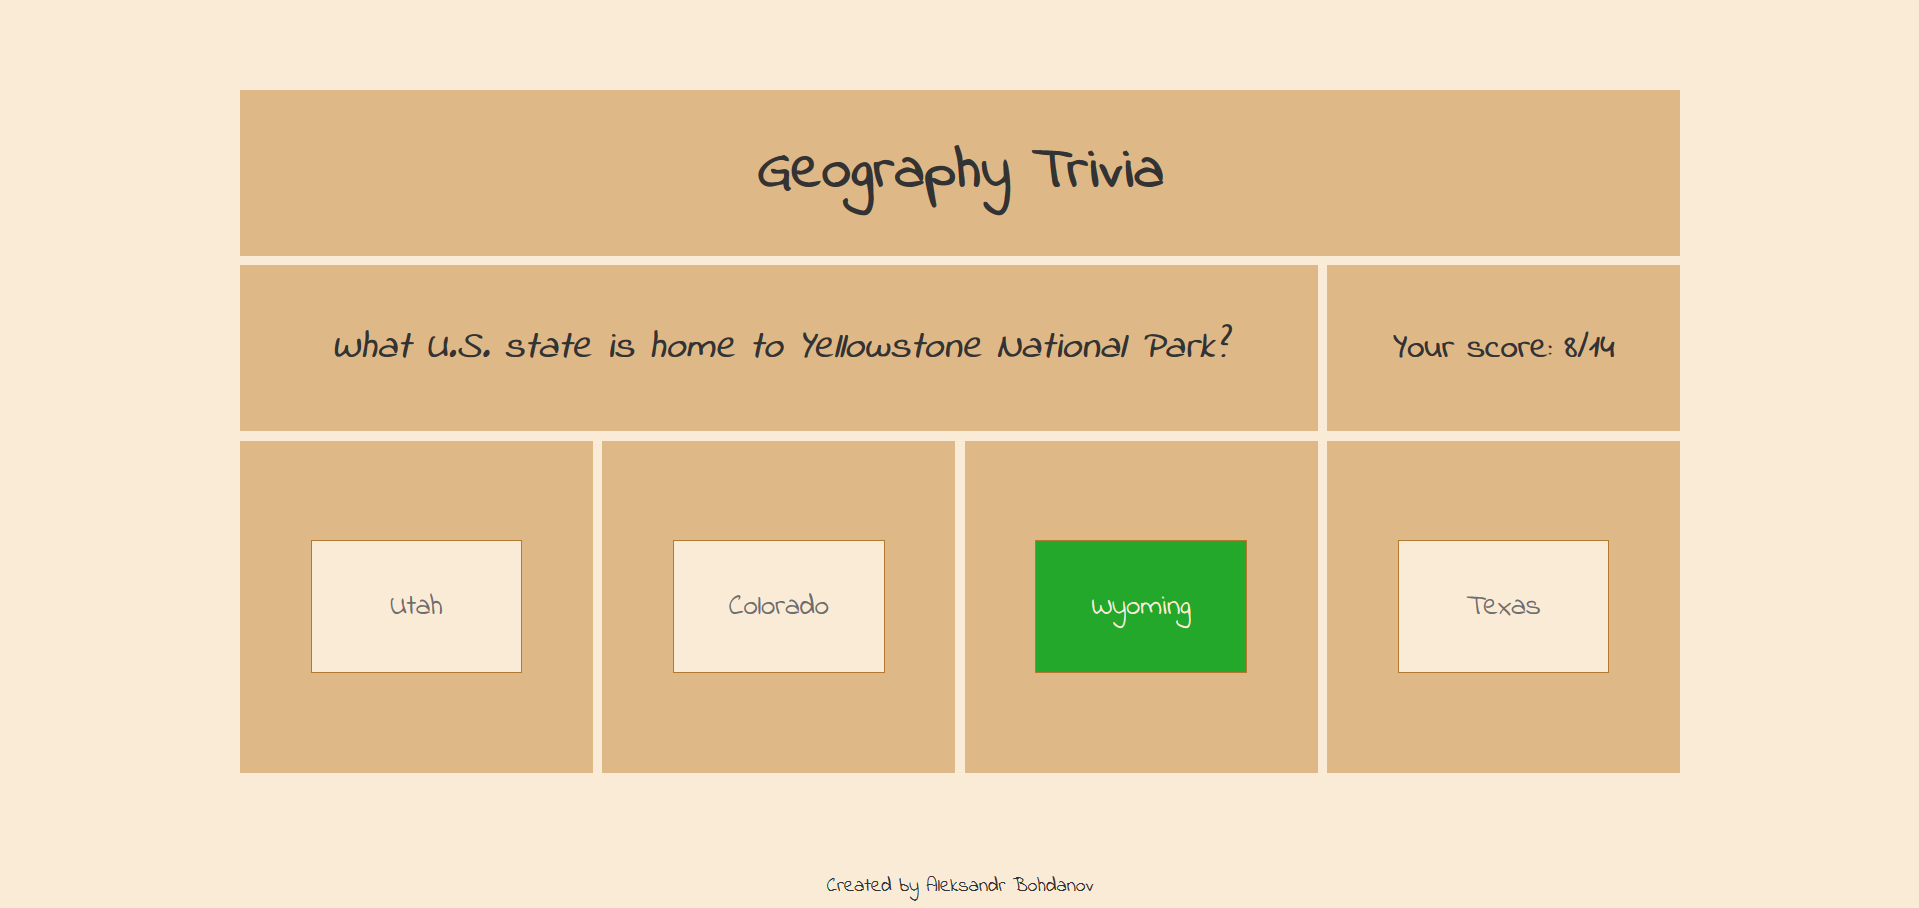 Geography Trivia
What U.S. state is home to Yellowstone National Park?
Your score: 8/14
Utah
Colorado
Wyoming
Texas
Created by Aleksandr Bohdanov